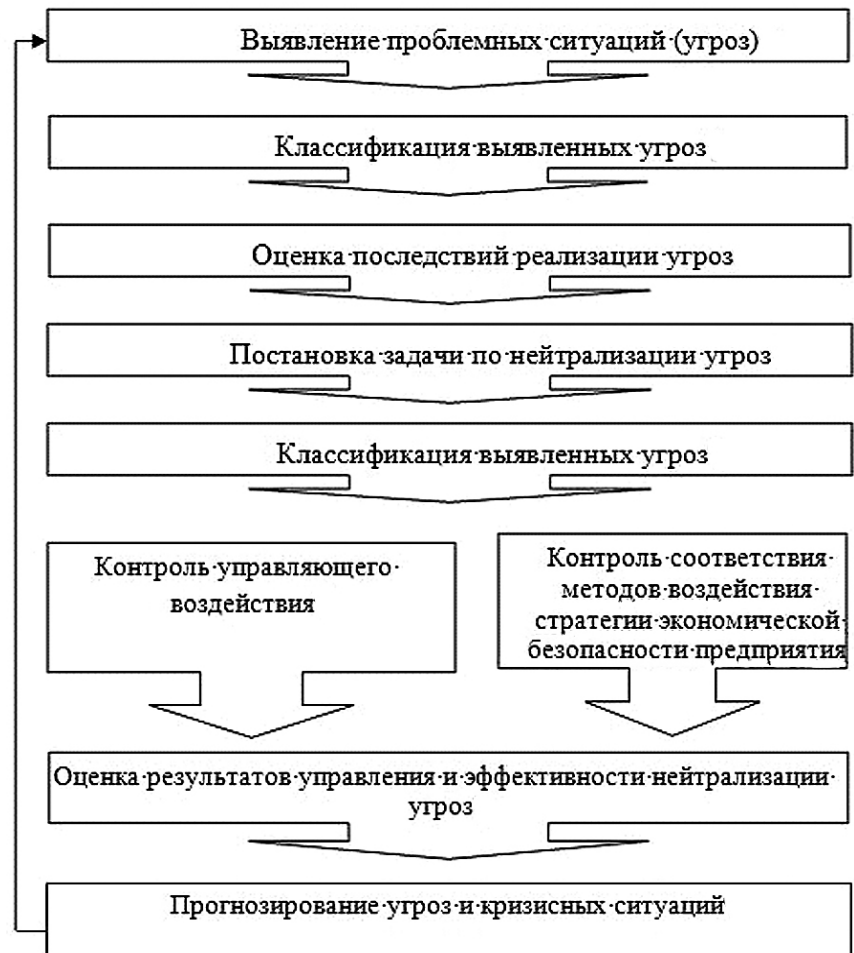 Выявление·проблемных·ситуаций·(угроз)
Классификация·выявленных·угроз
Оценка·последствий·реализации·угроз
Постановка·задачи·по·нейтрализации·угроз
Классификация·выявленных·угроз
Контроль·управляющего·
воздействия
Контроль·соответствия·
методов·воздействия·
стратегии·экономической·
безопасности·предприятия
Оценка·результатов·управления·и·эффективности·нейтрализации·
угроз
Прогнозирование·угроз·и·кризисных·ситуаций